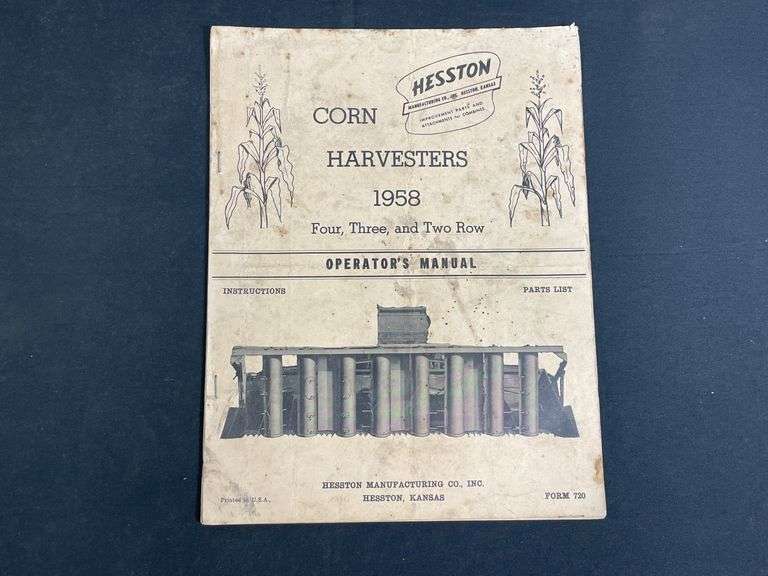 HESSTON
MANUFACTURING CO., INC. HESSTON, KANSAS
IMPROVEMENT PARTS AND
ATTACHMENTS FOR COMBINES
CORN
HARVESTERS
1958
Four, Three, and Two Row
OPERATOR'S MANUAL
INSTRUCTIONS
PARTS LIST
HESSTON MANUFACTURING CO., INC.
HESSTON, KANSAS
Printed in U.S.A.
FORM 720